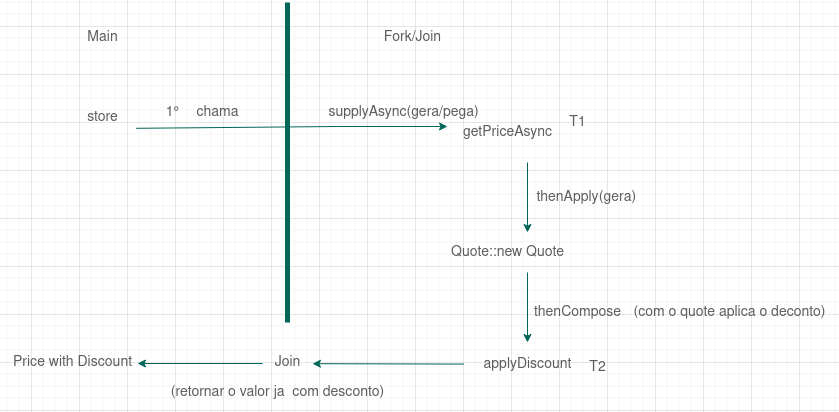 Main
Fork/Join
store
1° chama
supplyAsync(gera/pega)
getPriceAsync
T1
thenApply(gera)
Quote::new Quote
thenCompose (com o quote aplica o deconto)
Price with Discount
Join
applyDiscount
T2
(retornar o valor ja com desconto)